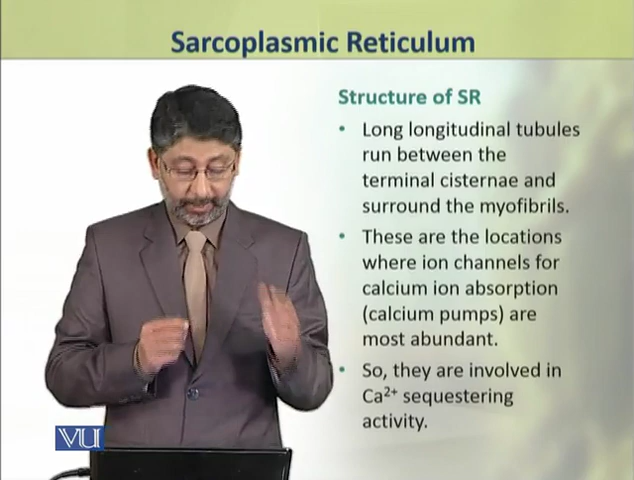 Sarcoplasmic Reticulum
Structure of SR
• Long longitudinal tubules
run between the
terminal cisternae and
surround the myofibrils.
• These are the locations
where ion channels for
calcium ion absorption
(calcium pumps) are
most abundant.
• So, they are involved in
Ca²⁺ sequestering
activity.
VU